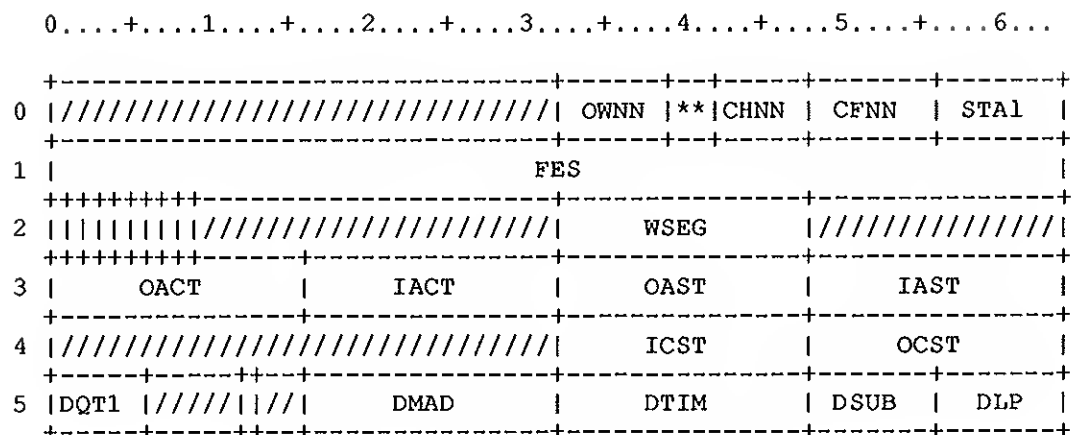 0....+....1....+....2....+....3....+....4....+....5....+....6...
+-------------------------------+------+--+-----+-------+-------+
0 |///////////////////////////////| OWNN |**|CHNN | CFNN | STA1 |
+-------------------------------+------+--+-----+-------+-------+
1 | FES |
++++++++++----------------------+---------------+---------------+
2 ||||||||||//////////////////////| WSEG |///////////////|
++++++++++------+---------------+---------------+---------------+
3 | OACT | IACT | OAST | IAST |
+---------------+---------------+---------------+---------------+
4 |///////////////////////////////| ICST | OCST |
+-----+-----++--+---------------+---------------+-------+-------+
5 |DQT1 |/////||//| DMAD | DTIM | DSUB | DLP |
+-----+-----++--+---------------+---------------+-------+-------+